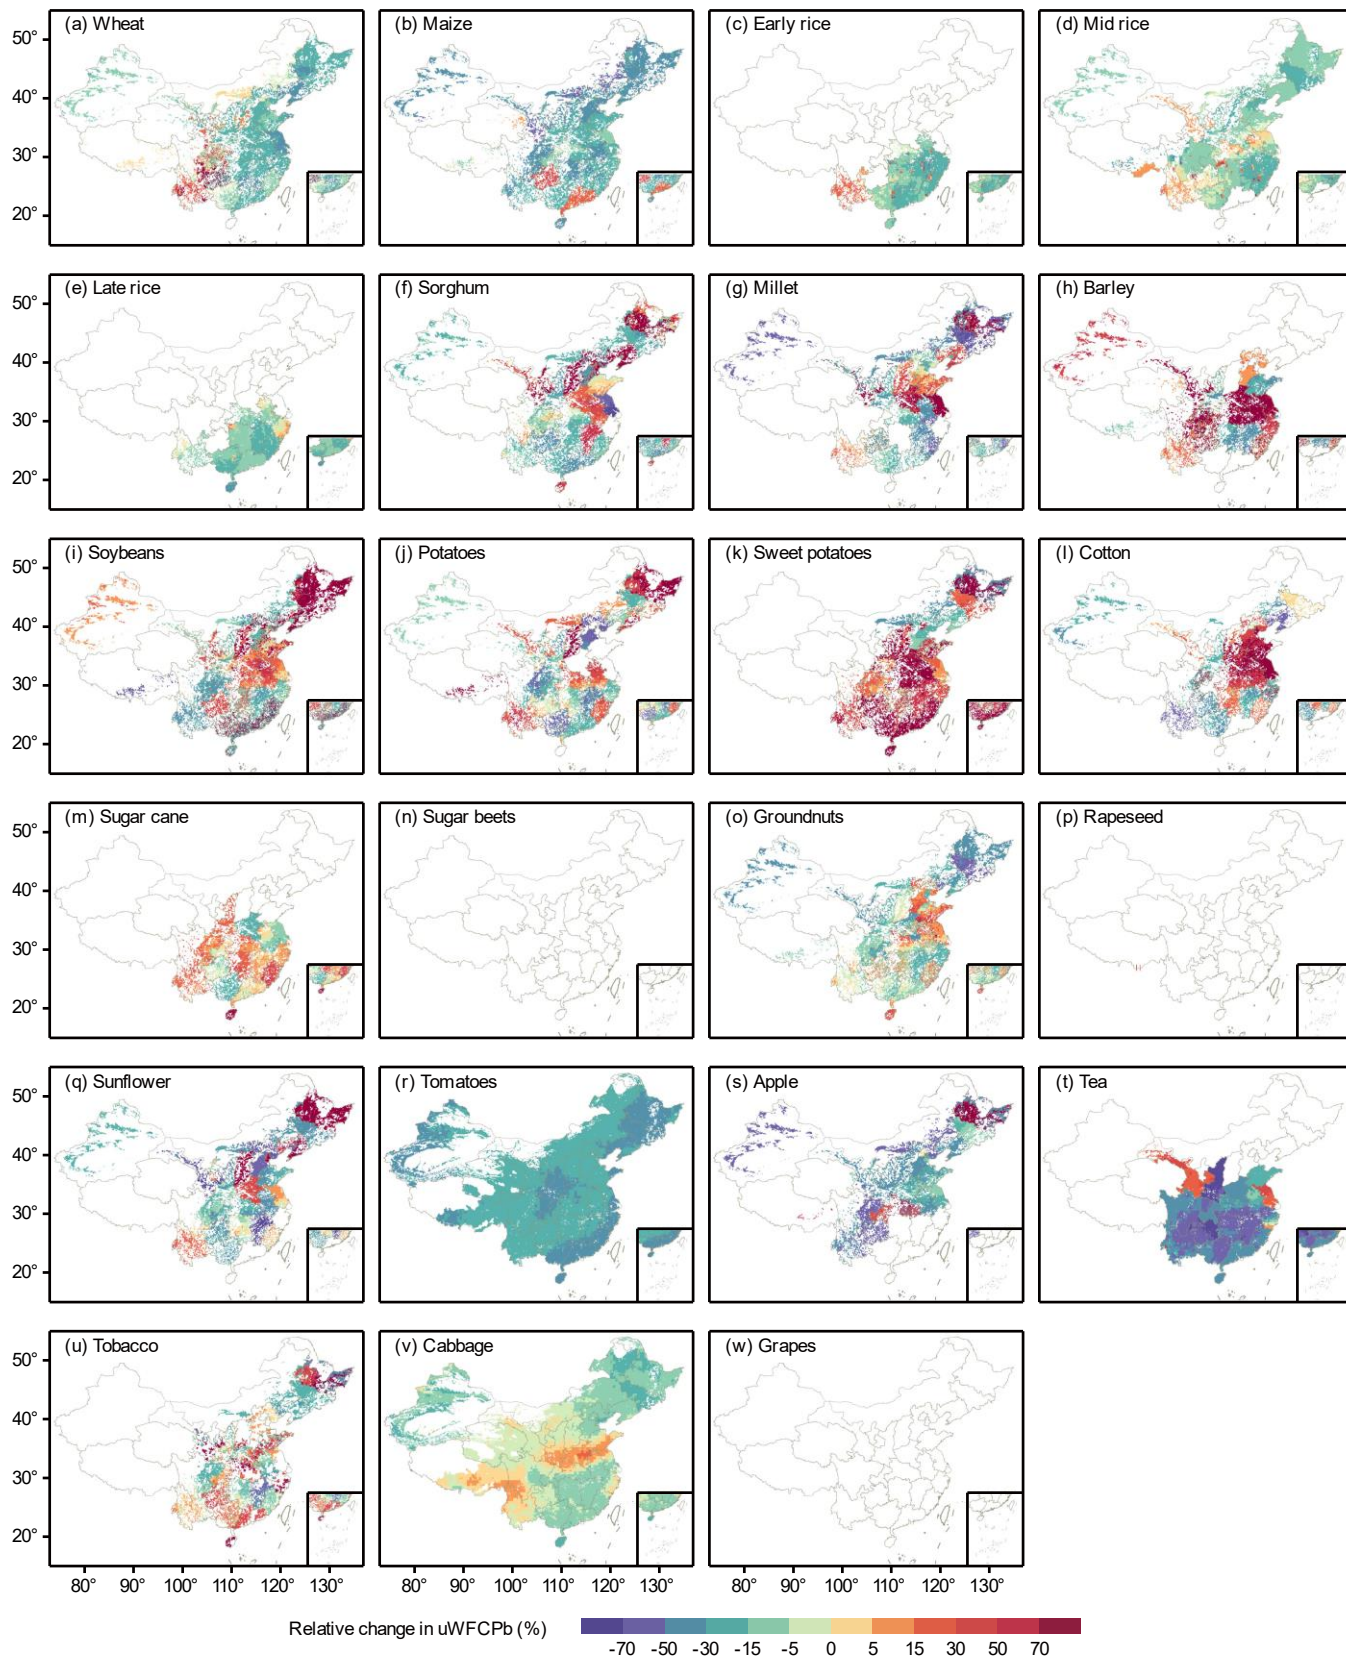 (a) Wheat (b) Maize (c) Early rice (d) Mid rice
50°
40°
30°
20°
(e) Late rice (f) Sorghum (g) Millet (h) Barley
50°
40°
30°
20°
(i) Soybeans (j) Potatoes (k) Sweet potatoes (l) Cotton
50°
40°
30°
20°
(m) Sugar cane (n) Sugar beets (o) Groundnuts (p) Rapeseed
50°
40°
30°
20°
(q) Sunflower (r) Tomatoes (s) Apple (t) Tea
50°
40°
30°
20°
(u) Tobacco (v) Cabbage (w) Grapes
50°
40°
30°
20°
80° 90° 100° 110° 120° 130° 80° 90° 100° 110° 120° 130° 80° 90° 100° 110° 120° 130°
Relative change in uWFCPb (%)
-70 -50 -30 -15 -5 0 5 15 30 50 70